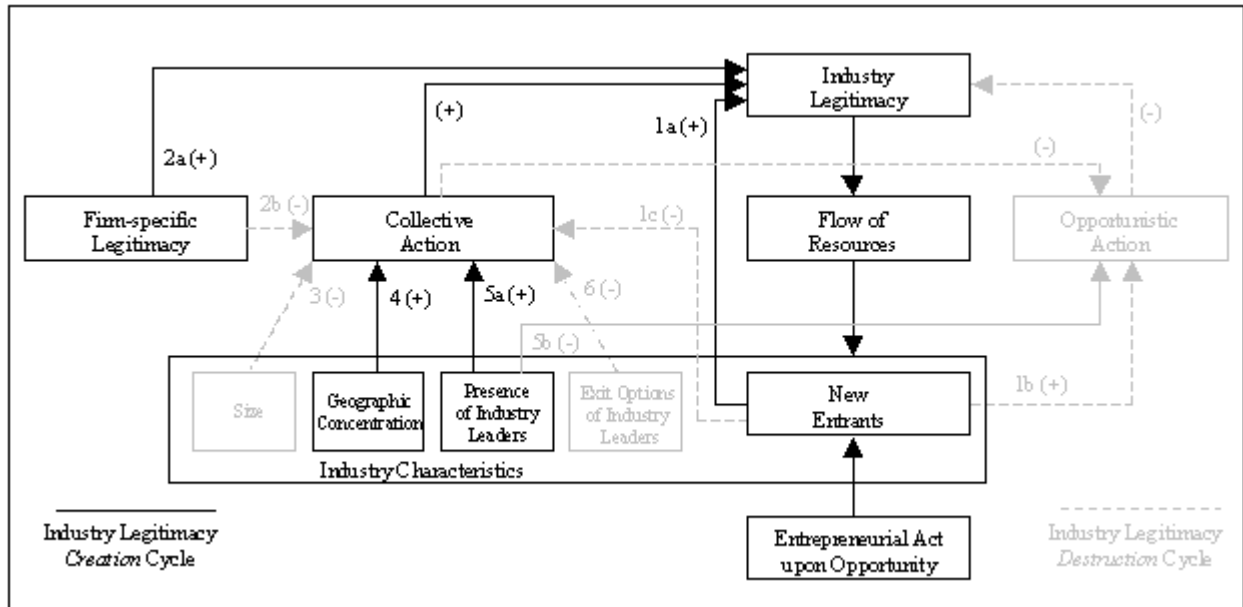 Industry
Legitimacy
(+)
1a (+)
(-)
2a (+)
(-)
Firm-specific
Legitimacy
2b (-)
Collective
Action
1c (-)
Flow of
Resources
Opportunistic
Action
3 (-)
4 (+)
5a (+)
6 (-)
5b (-)
Size
Geographic
Concentration
Presence
of Industry
Leaders
Exit Options
of Industry
Leaders
New
Entrants
1b (+)
Industry Characteristics
Industry Legitimacy
Creation Cycle
Entrepreneurial Act
upon Opportunity
Industry Legitimacy
Destruction Cycle